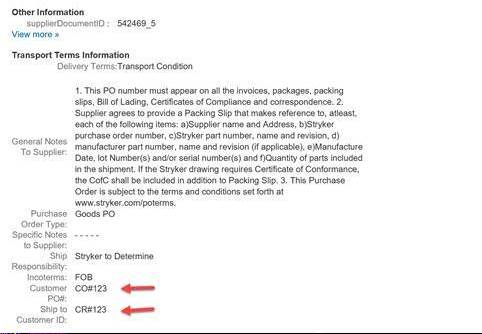 Other Information
supplierDocumentID : 542469_5
View more »
Transport Terms Information
Delivery Terms:Transport Condition
General Notes To Supplier:
1. This PO number must appear on all the invoices, packages, packing
slips, Bill of Lading, Certificates of Compliance and correspondence. 2.
Supplier agrees to provide a Packing Slip that makes reference to, atleast,
each of the following items: a)Supplier name and Address, b)Stryker
purchase order number, c)Stryker part number, name and revision, d)
manufacturer part number, name and revision (if applicable), e)Manufacture
Date, lot Number(s) and/or serial number(s) and f)Quantity of parts included
in the shipment. If the Stryker drawing requires Certificate of Conformance,
the CofC shall be included in addition to Packing Slip. 3. This Purchase
Order is subject to the terms and conditions set forth at
www.stryker.com/poterms.
Purchase Goods PO
Order Type:
Specific Notes - - - - -
to Supplier:
Ship Stryker to Determine
Responsibility:
Incoterms: FOB
Customer CO#123
PO#:
Ship to CR#123
Customer ID: